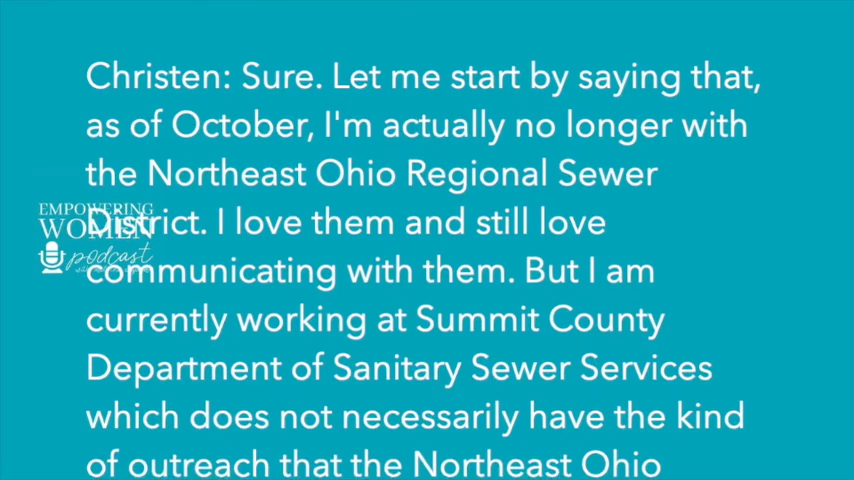 Christen: Sure. Let me start by saying that,
as of October, I'm actually no longer with
the Northeast Ohio Regional Sewer
District. I love them and still love
communicating with them. But I am
currently working at Summit County
Department of Sanitary Sewer Services
which does not necessarily have the kind
of outreach that the Northeast Ohio
EMPOWERING
WOMEN
podcast